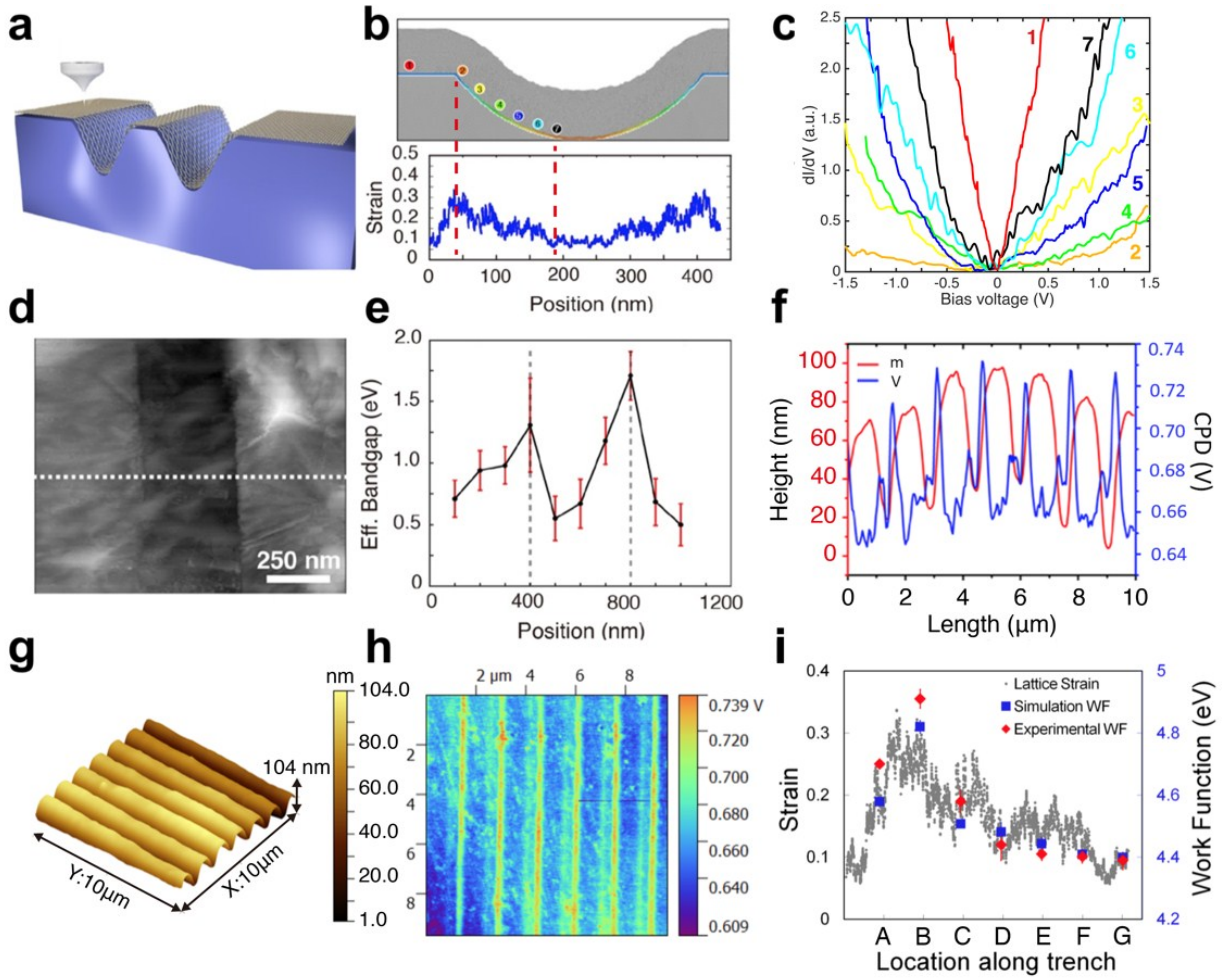 a
b
1
2
3
4
5
6
7
Strain
0.5
0.4
0.3
0.2
0.1
0
0 100 200 300 400
Position (nm)
c
dI/dV (a.u.)
2.5
2.0
1.5
1.0
0.5
0
1
7
6
3
5
4
2
-1.5 -1.0 -0.5 0 0.5 1.0 1.5
Bias voltage (V)
d
250 nm
e
Eff. Bandgap (eV)
2.0
1.5
1.0
0.5
0
0 400 800 1200
Position (nm)
f
Height (nm)
100
80
60
40
20
0
m
V
0.74
0.72
0.70
0.68
0.66
0.64
CPD (V)
0 2 4 6 8 10
Length (μm)
g
Y:10μm
X:10μm
104 nm
nm
104.0
80.0
60.0
40.0
20.0
1.0
h
2 μm 4 6 8
2
4
6
8
0.739 V
0.720
0.700
0.680
0.660
0.640
0.609
i
Strain
0.4
0.3
0.2
0.1
0
Lattice Strain
Simulation WF
Experimental WF
5
4.8
4.6
4.4
4.2
Work Function (eV)
A B C D E F G
Location along trench